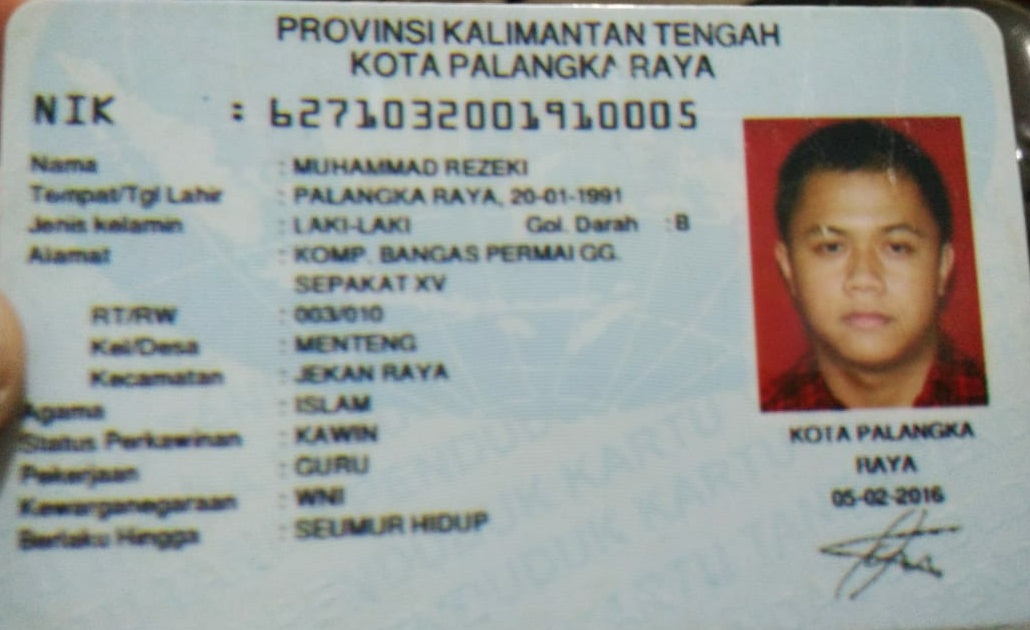 PROVINSI KALIMANTAN TENGAH
KOTA PALANGKA RAYA
NIK : 6271032001910005
Nama : MUHAMMAD REZEKI
Tempat/Tgl Lahir : PALANGKA RAYA, 20-01-1991
Jenis kelamin : LAKI-LAKI Gol. Darah : B
Alamat : KOMP. BANGAS PERMAI GG.
SEPAKAT XV
RT/RW : 003/010
Kel/Desa : MENTENG
Kecamatan : JEKAN RAYA
Agama : ISLAM
Status Perkawinan : KAWIN
Pekerjaan : GURU
Kewarganegaraan : WNI
Berlaku Hingga : SEUMUR HIDUP
KOTA PALANGKA
RAYA
05-02-2016